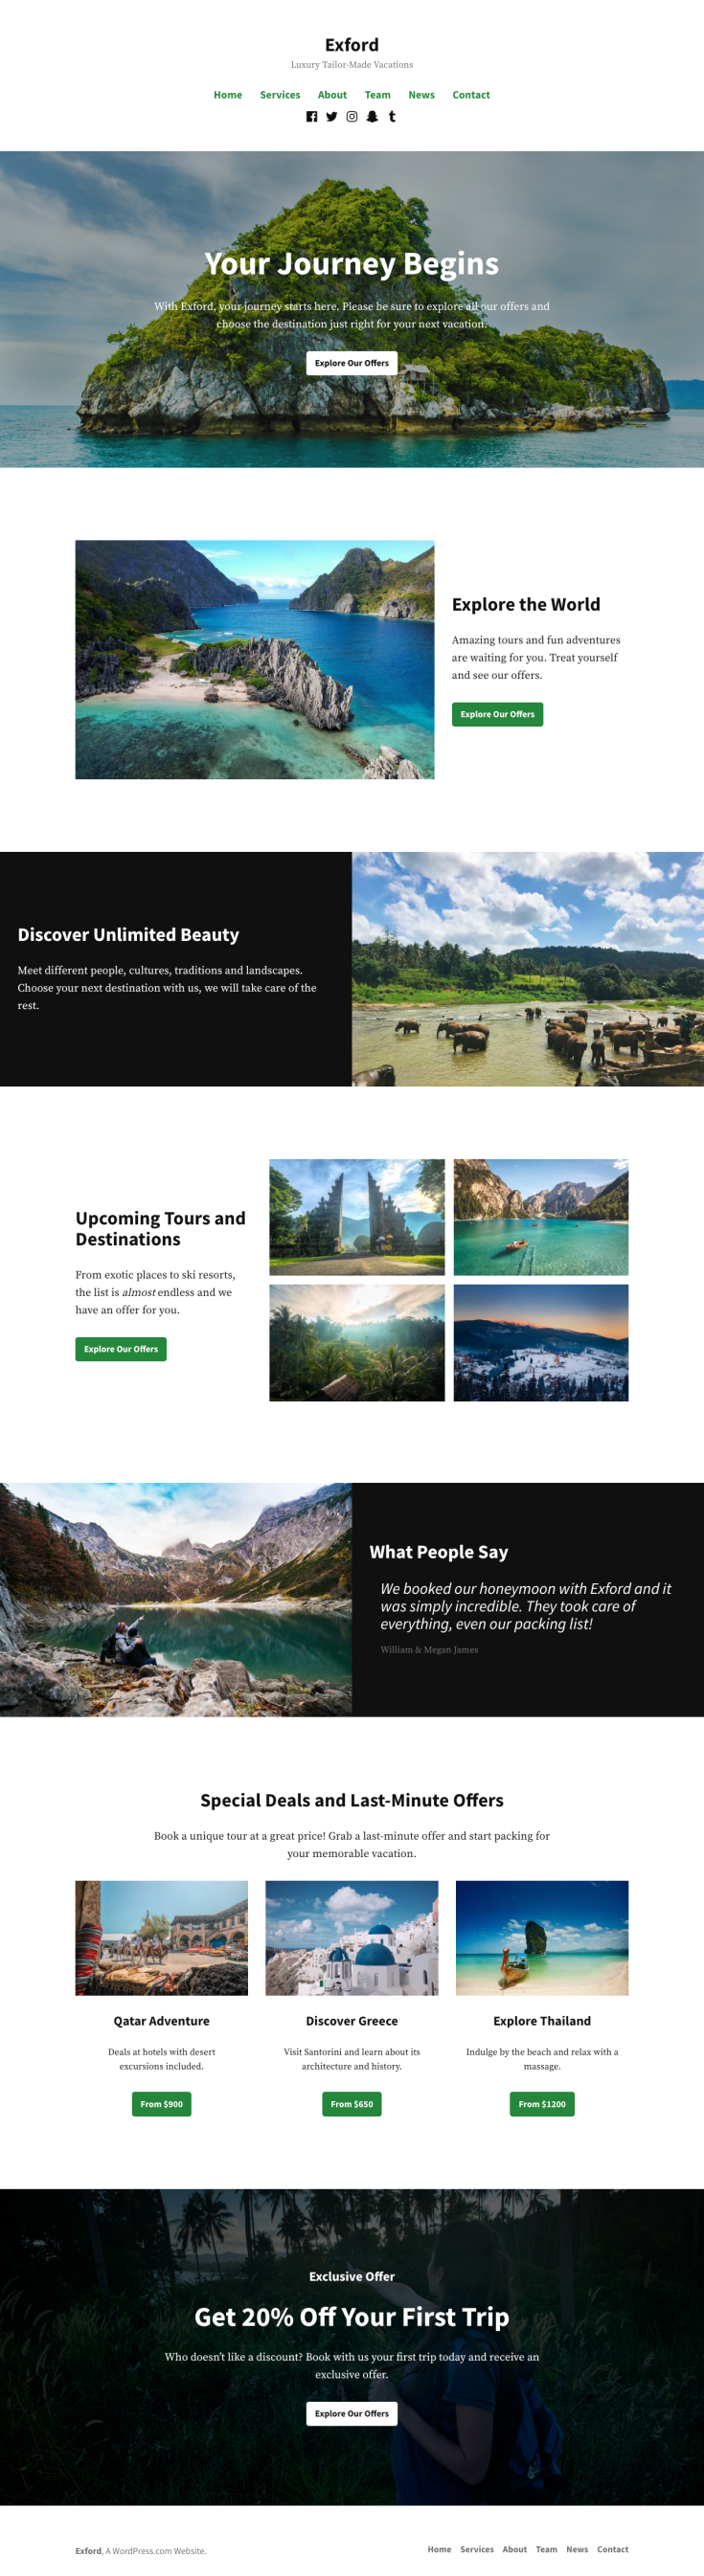 Exford
Luxury Tailor-Made Vacations
Home Services About Team News Contact
Your Journey Begins
With Exford, your journey starts here. Please be sure to explore all our offers and
choose the destination just right for your next vacation.
Explore Our Offers
Explore the World
Amazing tours and fun adventures
are waiting for you. Treat yourself
and see our offers.
Explore Our Offers
Discover Unlimited Beauty
Meet different people, cultures, traditions and landscapes.
Choose your next destination with us, we will take care of the
rest.
Upcoming Tours and
Destinations
From exotic places to ski resorts,
the list is almost endless and we
have an offer for you.
Explore Our Offers
What People Say
We booked our honeymoon with Exford and it
was simply incredible. They took care of
everything, even our packing list!
William & Megan James
Special Deals and Last-Minute Offers
Book a unique tour at a great price! Grab a last-minute offer and start packing for
your memorable vacation.
Qatar Adventure
Deals at hotels with desert
excursions included.
From $900
Discover Greece
Visit Santorini and learn about its
architecture and history.
From $650
Explore Thailand
Indulge by the beach and relax with a
massage.
From $1200
Exclusive Offer
Get 20% Off Your First Trip
Who doesn't like a discount? Book with us your first trip today and receive an
exclusive offer.
Explore Our Offers
Exford, A WordPress.com Website.
Home Services About Team News Contact